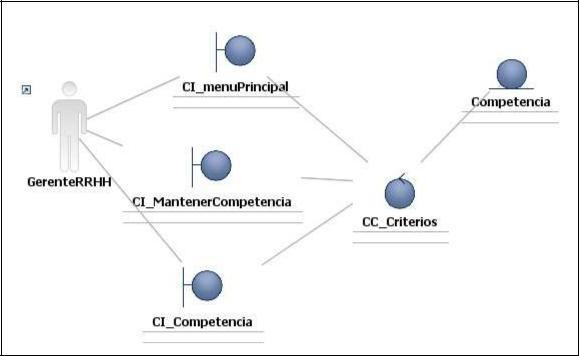 CI_menuPrincipal
Competencia
GerenteRRHH
CI_MantenerCompetencia
CC_Criterios
CI_Competencia